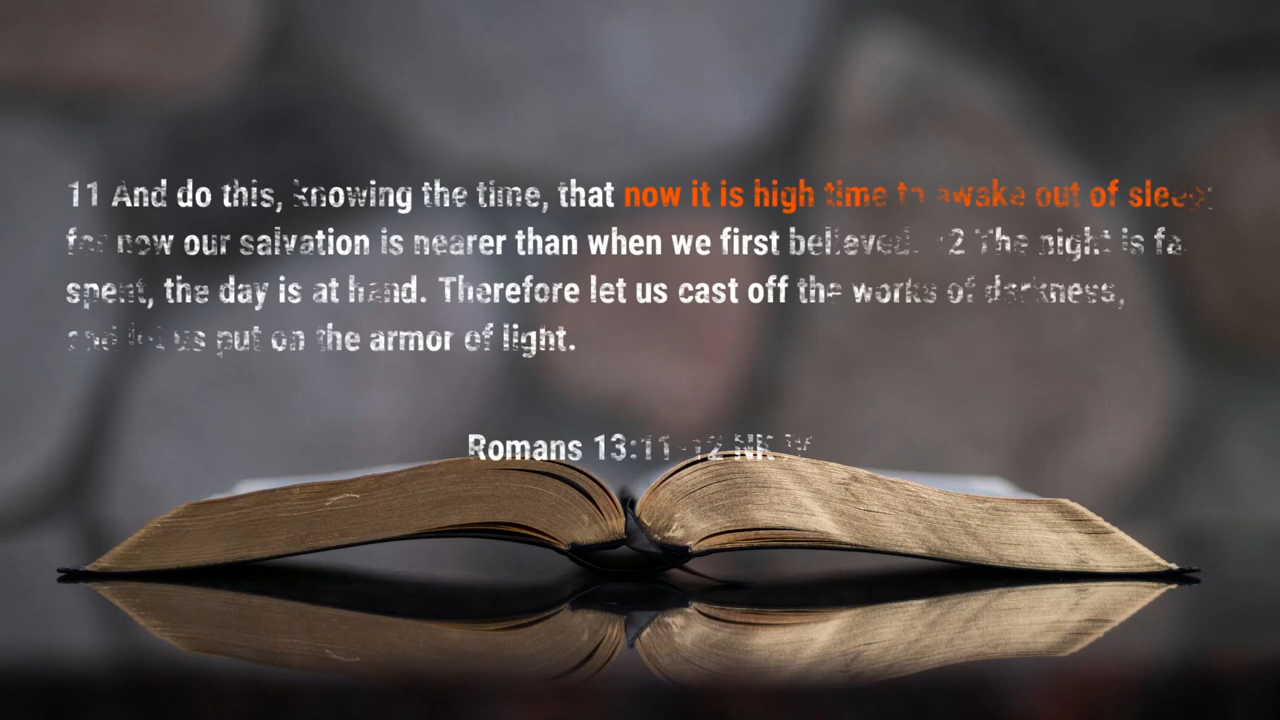 11 And do this, knowing the time, that now it is high time to awake out of sleep;
for now our salvation is nearer than when we first believed. 12 The night is fa
spent, the day is at hand. Therefore let us cast off the works of darkness,
and let us put on the armor of light.
Romans 13:11-12 NKJV